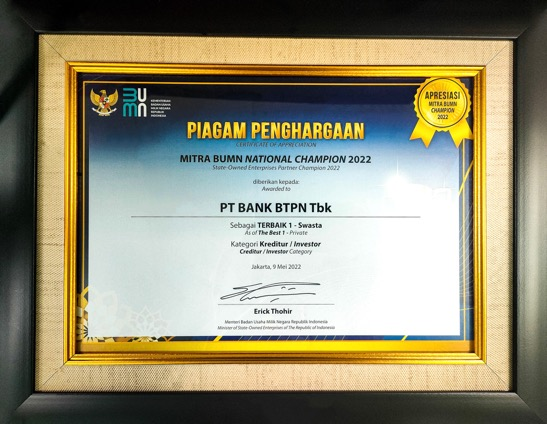 BUMN
KEMENTERIAN
BADAN USAHA
MILIK NEGARA
REPUBLIK
INDONESIA
APRESIASI
MITRA BUMN
CHAMPION
2022
PIAGAM PENGHARGAAN
CERTIFICATE OF APPRECIATION
MITRA BUMN NATIONAL CHAMPION 2022
State-Owned Enterprises Partner Champion 2022
diberikan kepada:
Awarded to
PT BANK BTPN Tbk
Sebagai TERBAIK 1 - Swasta
As of The Best 1 - Private
Kategori Kreditur / Investor
Creditur / Investor Category
Jakarta, 9 Mei 2022
Erick Thohir
Menteri Badan Usaha Milik Negara Republik Indonesia
Minister of State-Owned Enterprises of The Republic of Indonesia